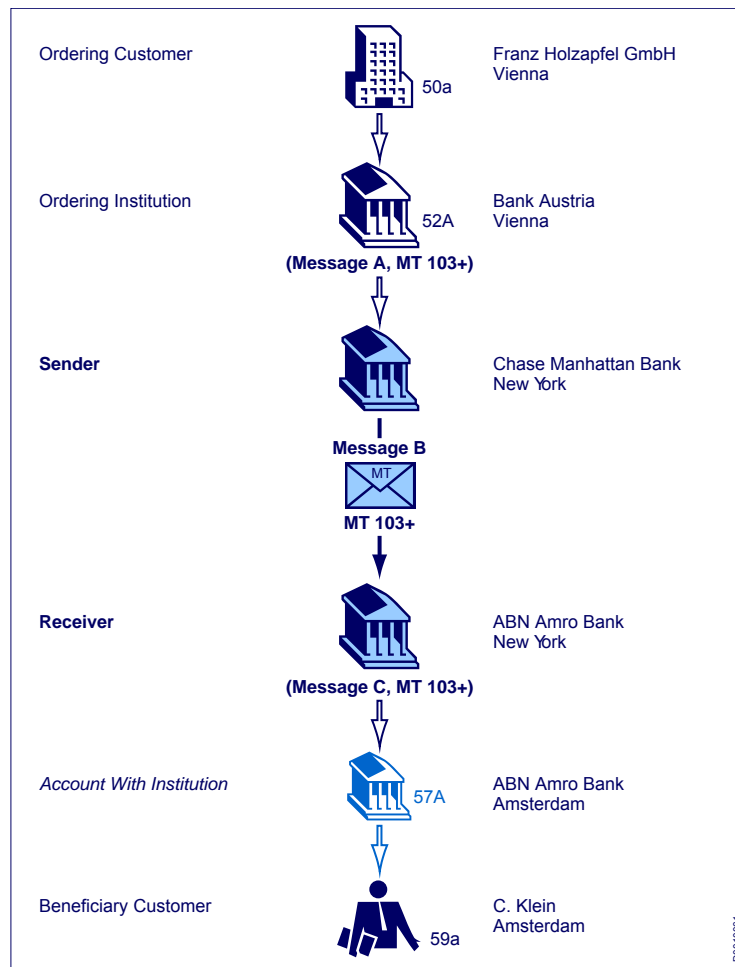 Ordering Customer
50a
Franz Holzapfel GmbH
Vienna
Ordering Institution
52A
Bank Austria
Vienna
(Message A, MT 103+)
Sender
Chase Manhattan Bank
New York
Message B
MT
MT 103+
Receiver
ABN Amro Bank
New York
(Message C, MT 103+)
Account With Institution
57A
ABN Amro Bank
Amsterdam
Beneficiary Customer
59a
C. Klein
Amsterdam